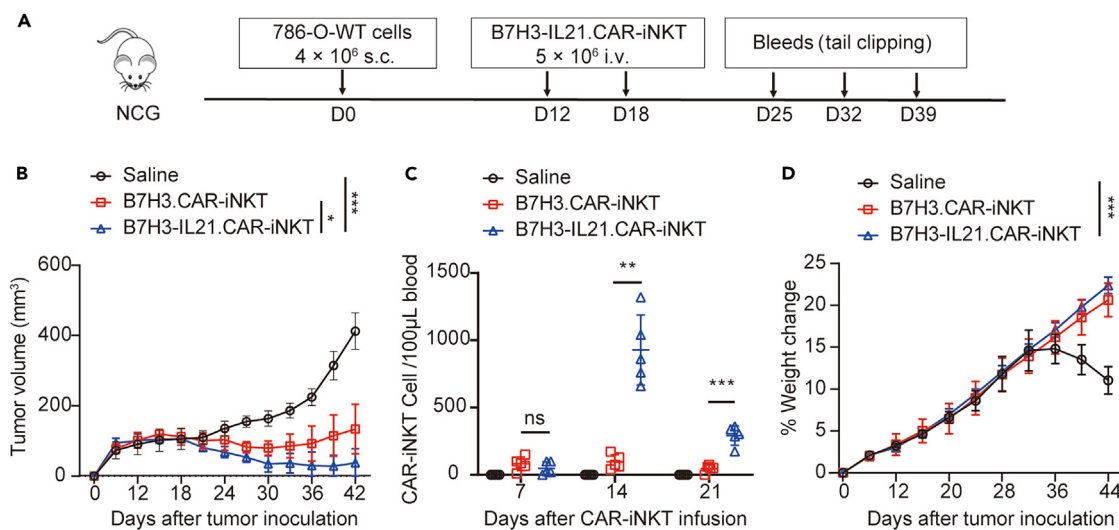 A
786-O-WT cells
4 × 10⁶ s.c.
B7H3-IL21.CAR-iNKT
5 × 10⁶ i.v.
Bleeds (tail clipping)
NCG
D0
D12
D18
D25
D32
D39
B
Saline
B7H3.CAR-iNKT
B7H3-IL21.CAR-iNKT
*
***
Tumor volume (mm³)
600
400
200
0
0
6
12
18
24
30
36
42
Days after tumor inoculation
C
Saline
B7H3.CAR-iNKT
B7H3-IL21.CAR-iNKT
CAR-iNKT Cell /100µL blood
1500
1000
500
0
ns
**
***
7
14
21
Days after CAR-iNKT infusion
D
Saline
B7H3.CAR-iNKT
B7H3-IL21.CAR-iNKT
***
% Weight change
25
20
15
10
5
0
0
12
20
28
36
44
Days after tumor inoculation